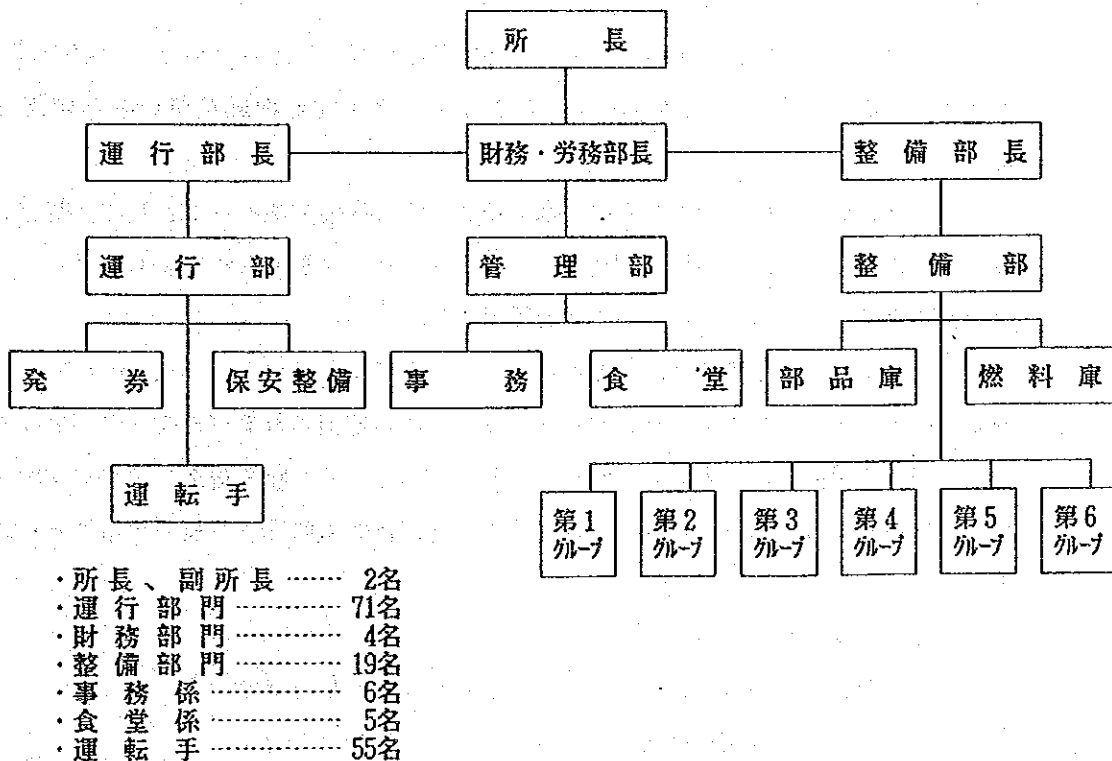 所長
運行部長 財務・労務部長 整備部長
運行部 管理部 整備部
発券 保安整備 事務 食堂 部品庫 燃料庫
運転手
第1グループ 第2グループ 第3グループ 第4グループ 第5グループ 第6グループ
・所長、副所長 …… 2名
・運行部門 ………… 71名
・財務部門 ………… 4名
・整備部門 ………… 19名
・事務係 ………… 6名
・食堂係 ………… 5名
・運転手 ………… 55名